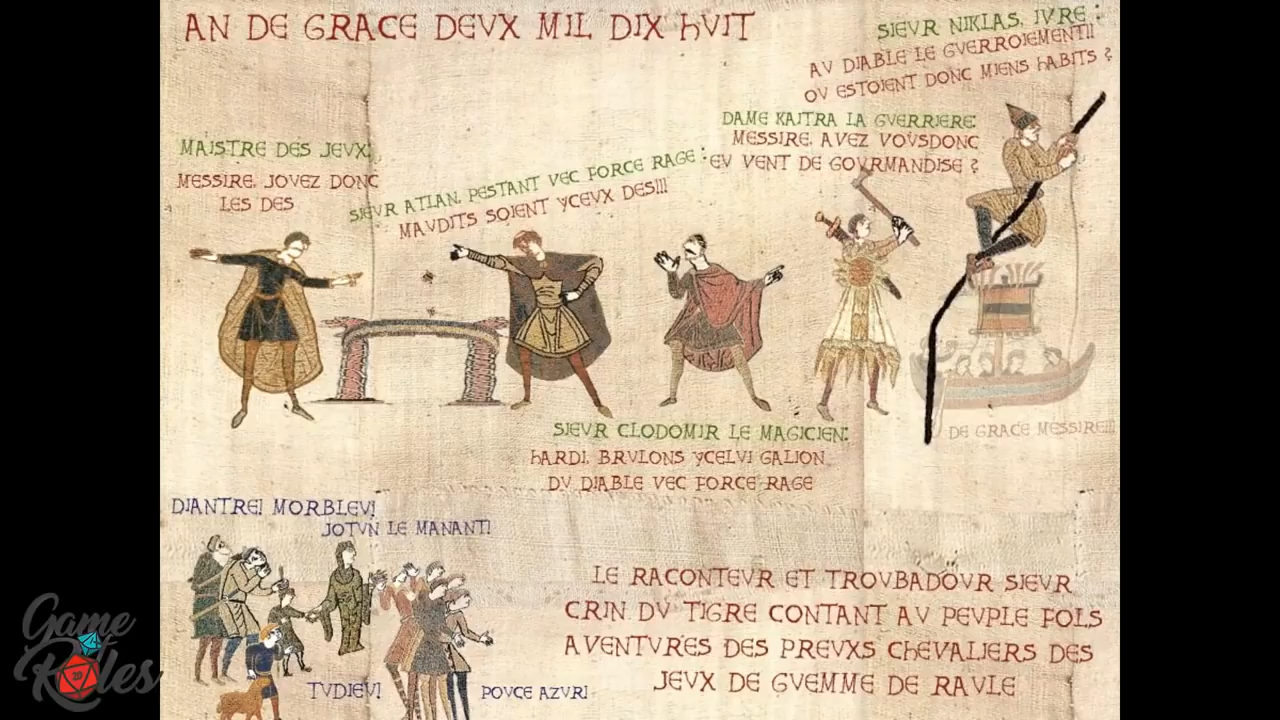 AN DE GRACE DEVX MIL DIX HVIT
SIEVR NIKLAS, IVRE :
AV DIABLE LE GVERROIEMENT!!
OV ESTOIENT DONC MIENS HABITS ?
MAISTRE DES JEVX:
MESSIRE, JOVEZ DONC
LES DES
SIEVR ATLAN, PESTANT VEC FORCE RAGE :
MAVDITS SOIENT YCEVX DES!!!
DAME KAITRA LA GVERRIERE:
MESSIRE, AVEZ VOVSDONC
EV VENT DE GOVRMANDISE ?
DE GRACE MESSIRE!!!
SIEVR CLODOMIR LE MAGICIEN:
HARDI, BRVLONS YCELVI GALION
DV DIABLE VEC FORCE RAGE
DIANTRE! MORBLEV!
JOTVN LE MANANT!
TVDIEV!
POVCE AZVR!
LE RACONTEVR ET TROVBADOVR SIEVR
CRIN DV TIGRE CONTANT AV PEVPLE FOLS
AVENTVRES DES PREVXS CHEVALIERS DES
JEVX DE GVEMME DE RAVLE
Game
of
Rôles
20